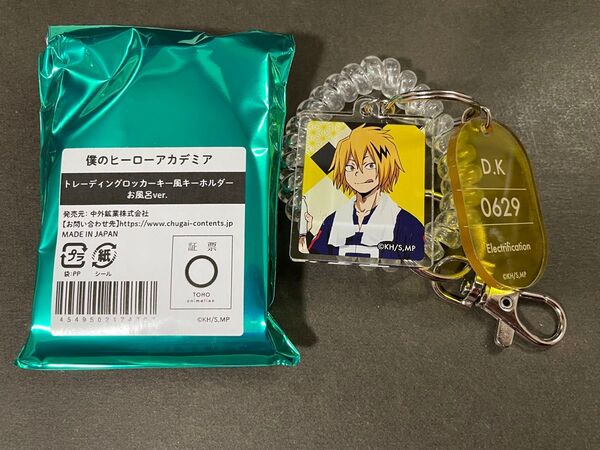 僕のヒーローアカデミア
トレーディングロッカーキー風キーホルダー
お風呂ver.
発売元: 中外鉱業株式会社
【お問い合わせ先】https://www.chugai-contents.jp
MADE IN JAPAN
プラ
紙
袋:PP
シール
証票
TOHO
animation
©KH/S,MP
©KH/S,MP
D.K
0629
Electrification
©KH/S,MP